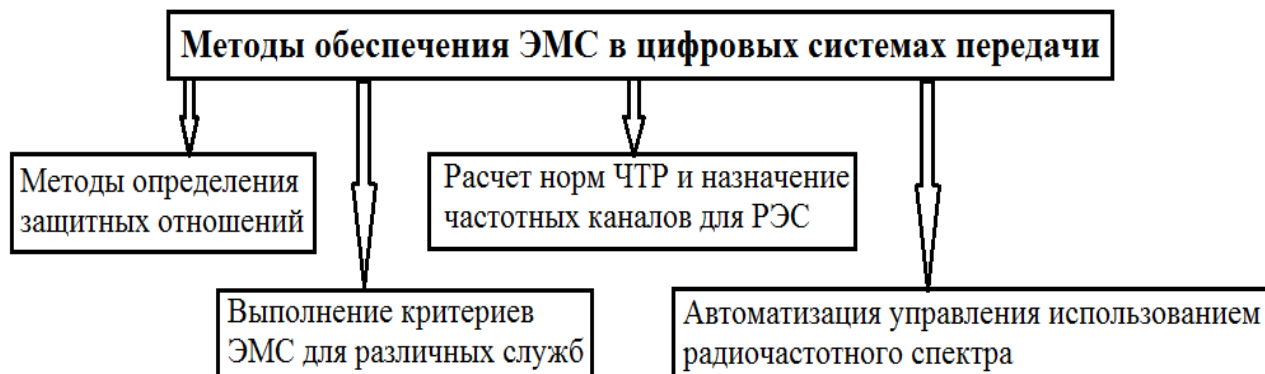 Методы обеспечения ЭМС в цифровых системах передачи
Методы определения
защитных отношений
Расчет норм ЧТР и назначение
частотных каналов для РЭС
Выполнение критериев
ЭМС для различных служб
Автоматизация управления использованием
радиочастотного спектра